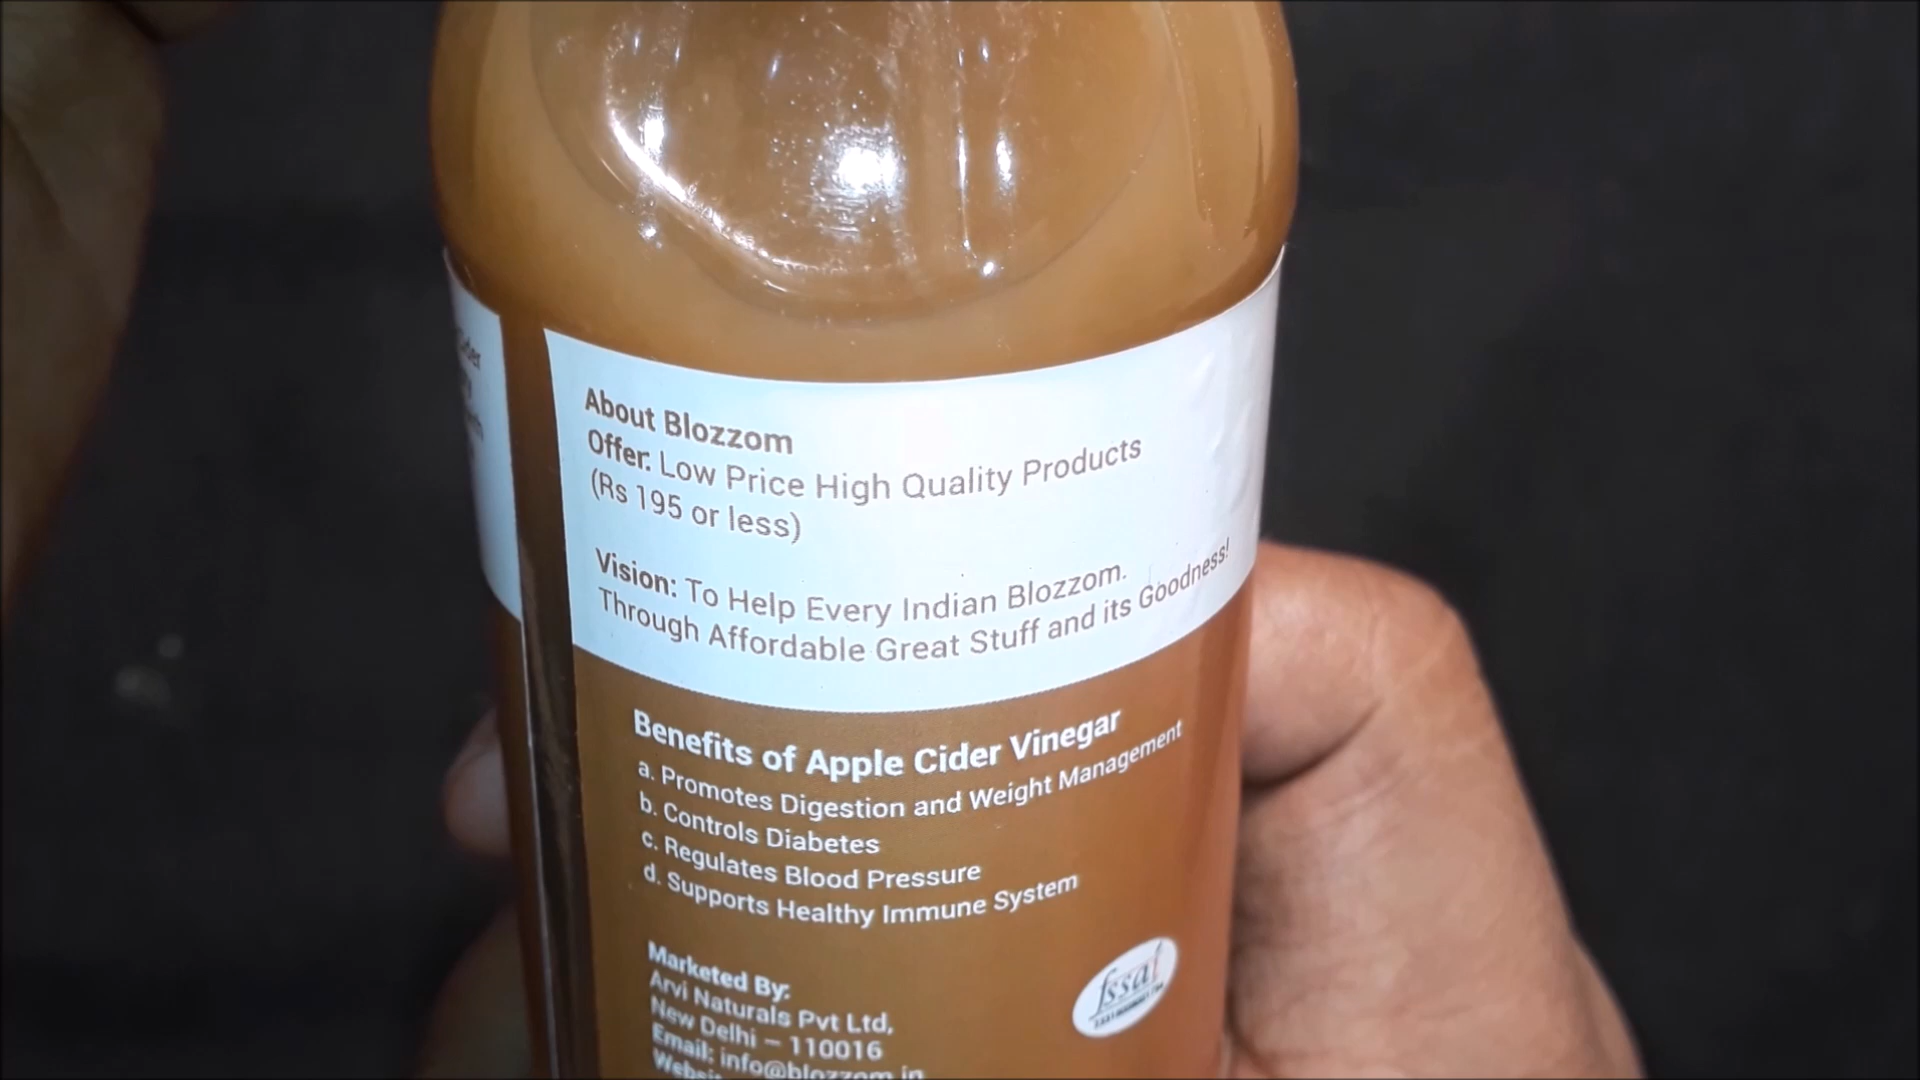 About Blozzom
Offer: Low Price High Quality Products
(Rs 195 or less)
Vision: To Help Every Indian Blozzom.
Through Affordable Great Stuff and its Goodness!
Benefits of Apple Cider Vinegar
a. Promotes Digestion and Weight Management
b. Controls Diabetes
c. Regulates Blood Pressure
d. Supports Healthy Immune System
Marketed By:
Arvi Naturals Pvt Ltd,
New Delhi – 110016
Email: info@blozzom.in
fssai